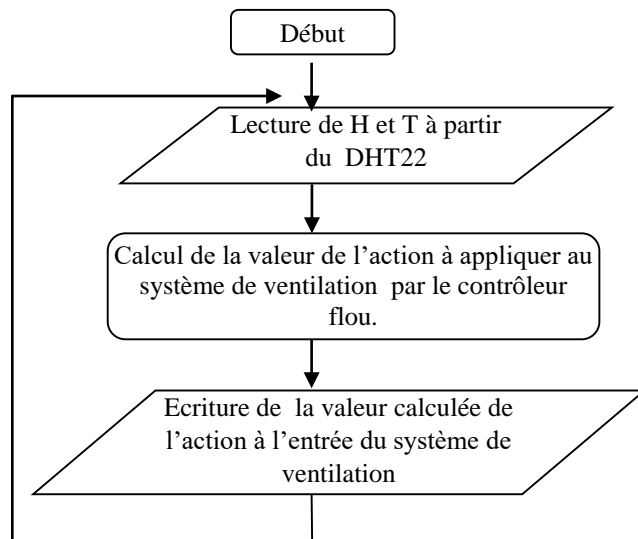 Début
Lecture de H et T à partir
du DHT22
Calcul de la valeur de l’action à appliquer au
système de ventilation par le contrôleur
flou.
Ecriture de la valeur calculée de
l’action à l’entrée du système de
ventilation